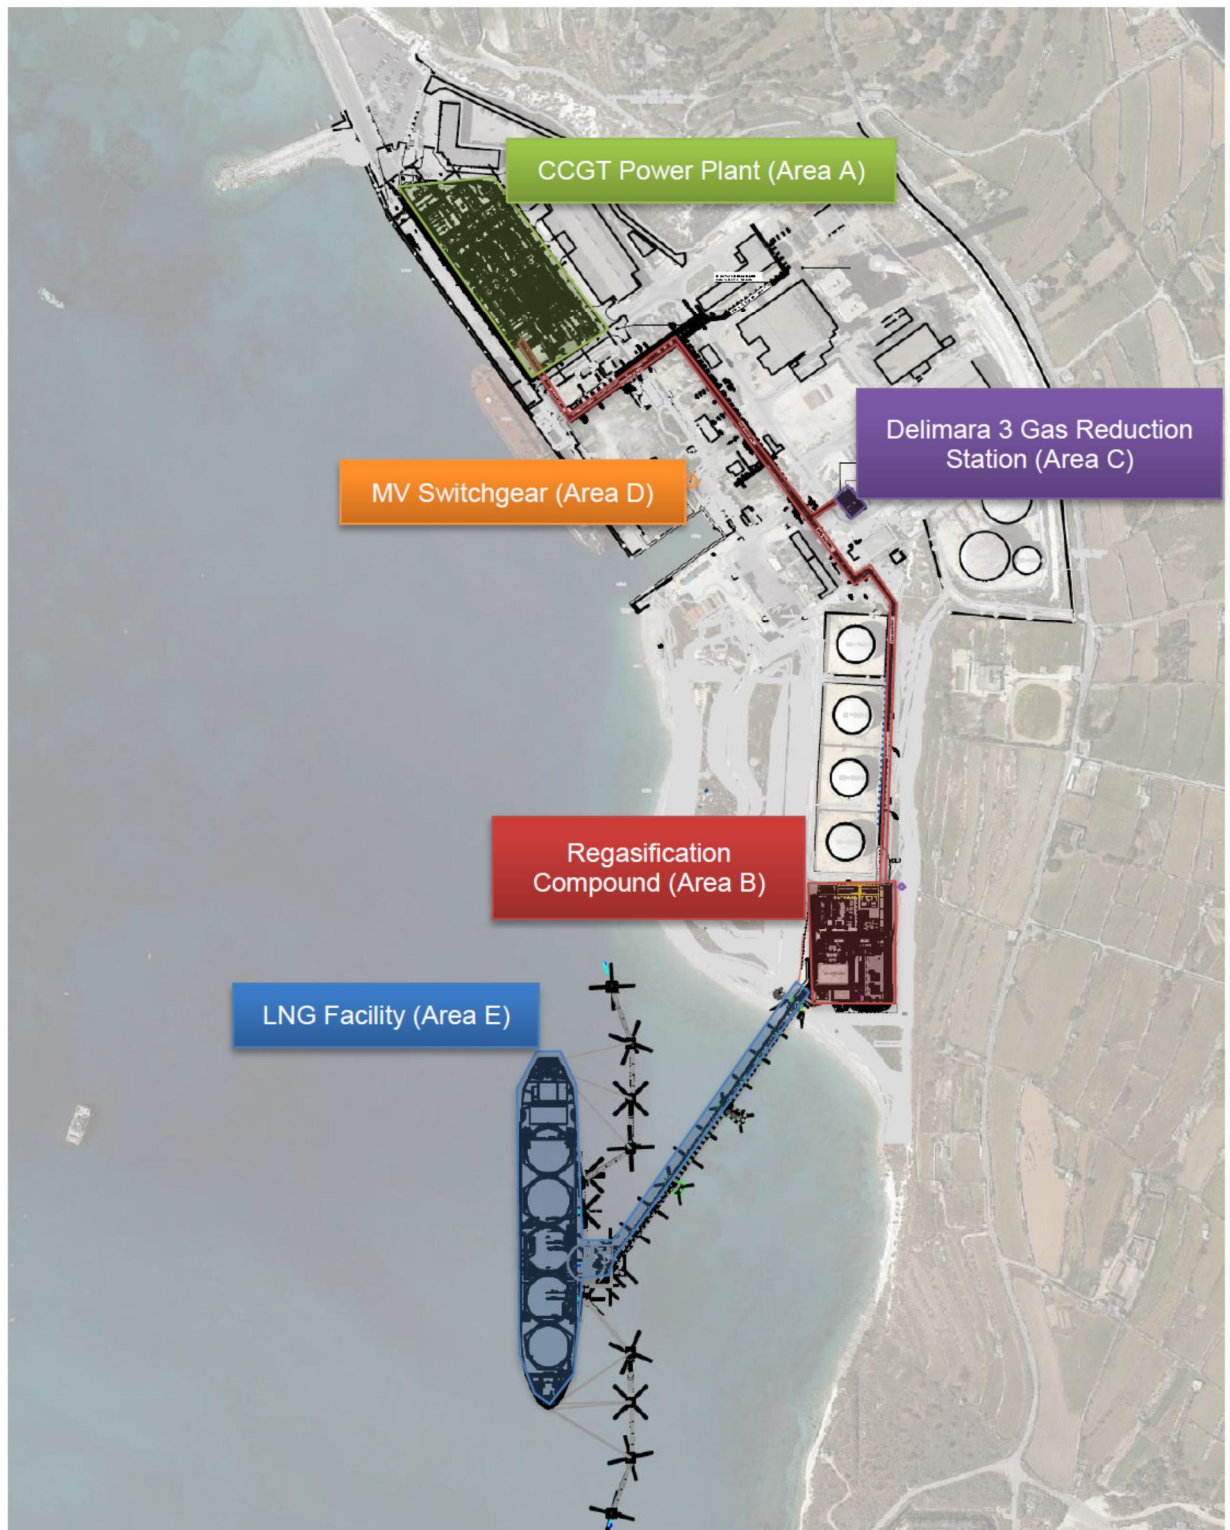 CCGT Power Plant (Area A)
Delimara 3 Gas Reduction
Station (Area C)
MV Switchgear (Area D)
Regasification
Compound (Area B)
LNG Facility (Area E)